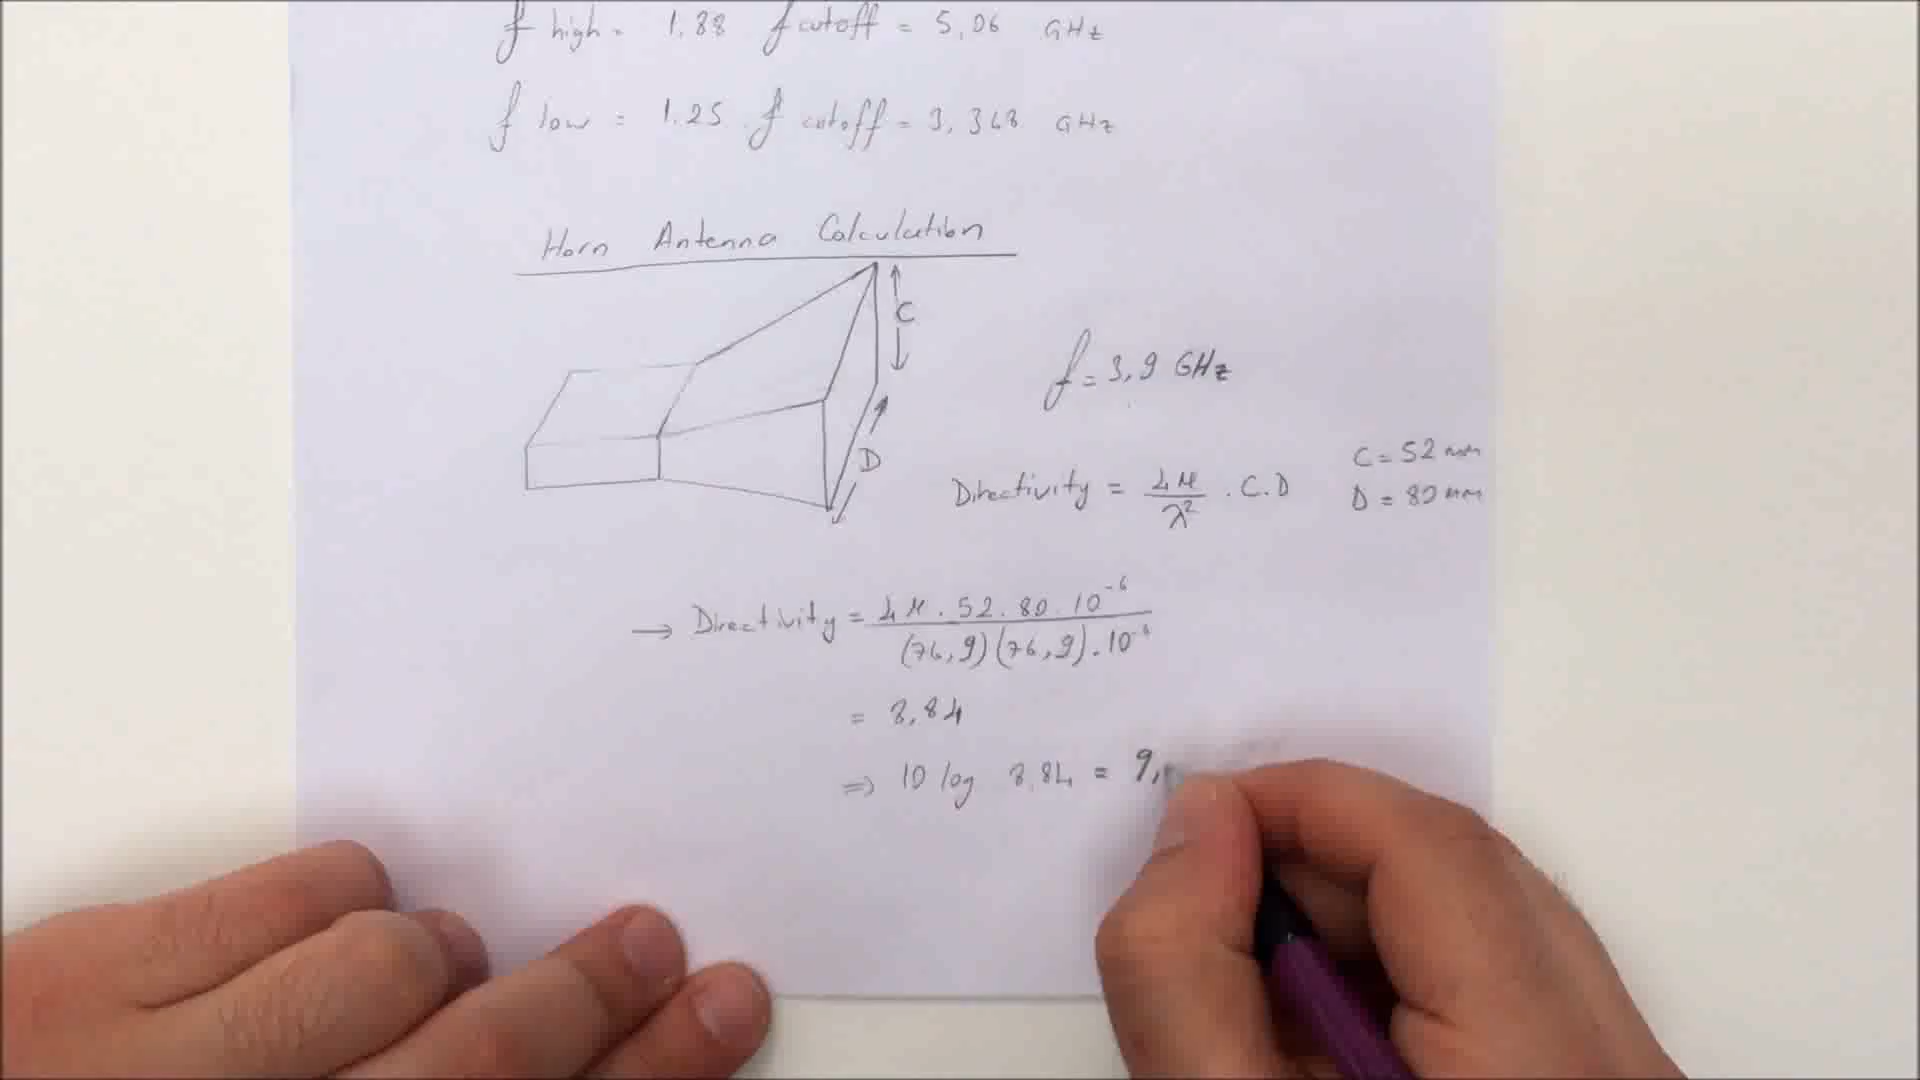 f high = 1.88 f cutoff = 5,06 GHz
f low = 1.25 . f cutoff = 3,368 GHz
Horn Antenna Calculation
C
D
f = 3,9 GHz
Directivity = 4π/λ² . C.D
C = 52 mm
D = 80 mm
→ Directivity = 4π . 52 . 80 . 10⁻⁶ / (76,9)(76,9) . 10⁻⁶
= 8,84
⇒ 10 log 8,84 = 9,